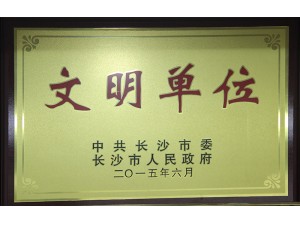 文明单位
中共长沙市委
长沙市人民政府
二〇一五年六月